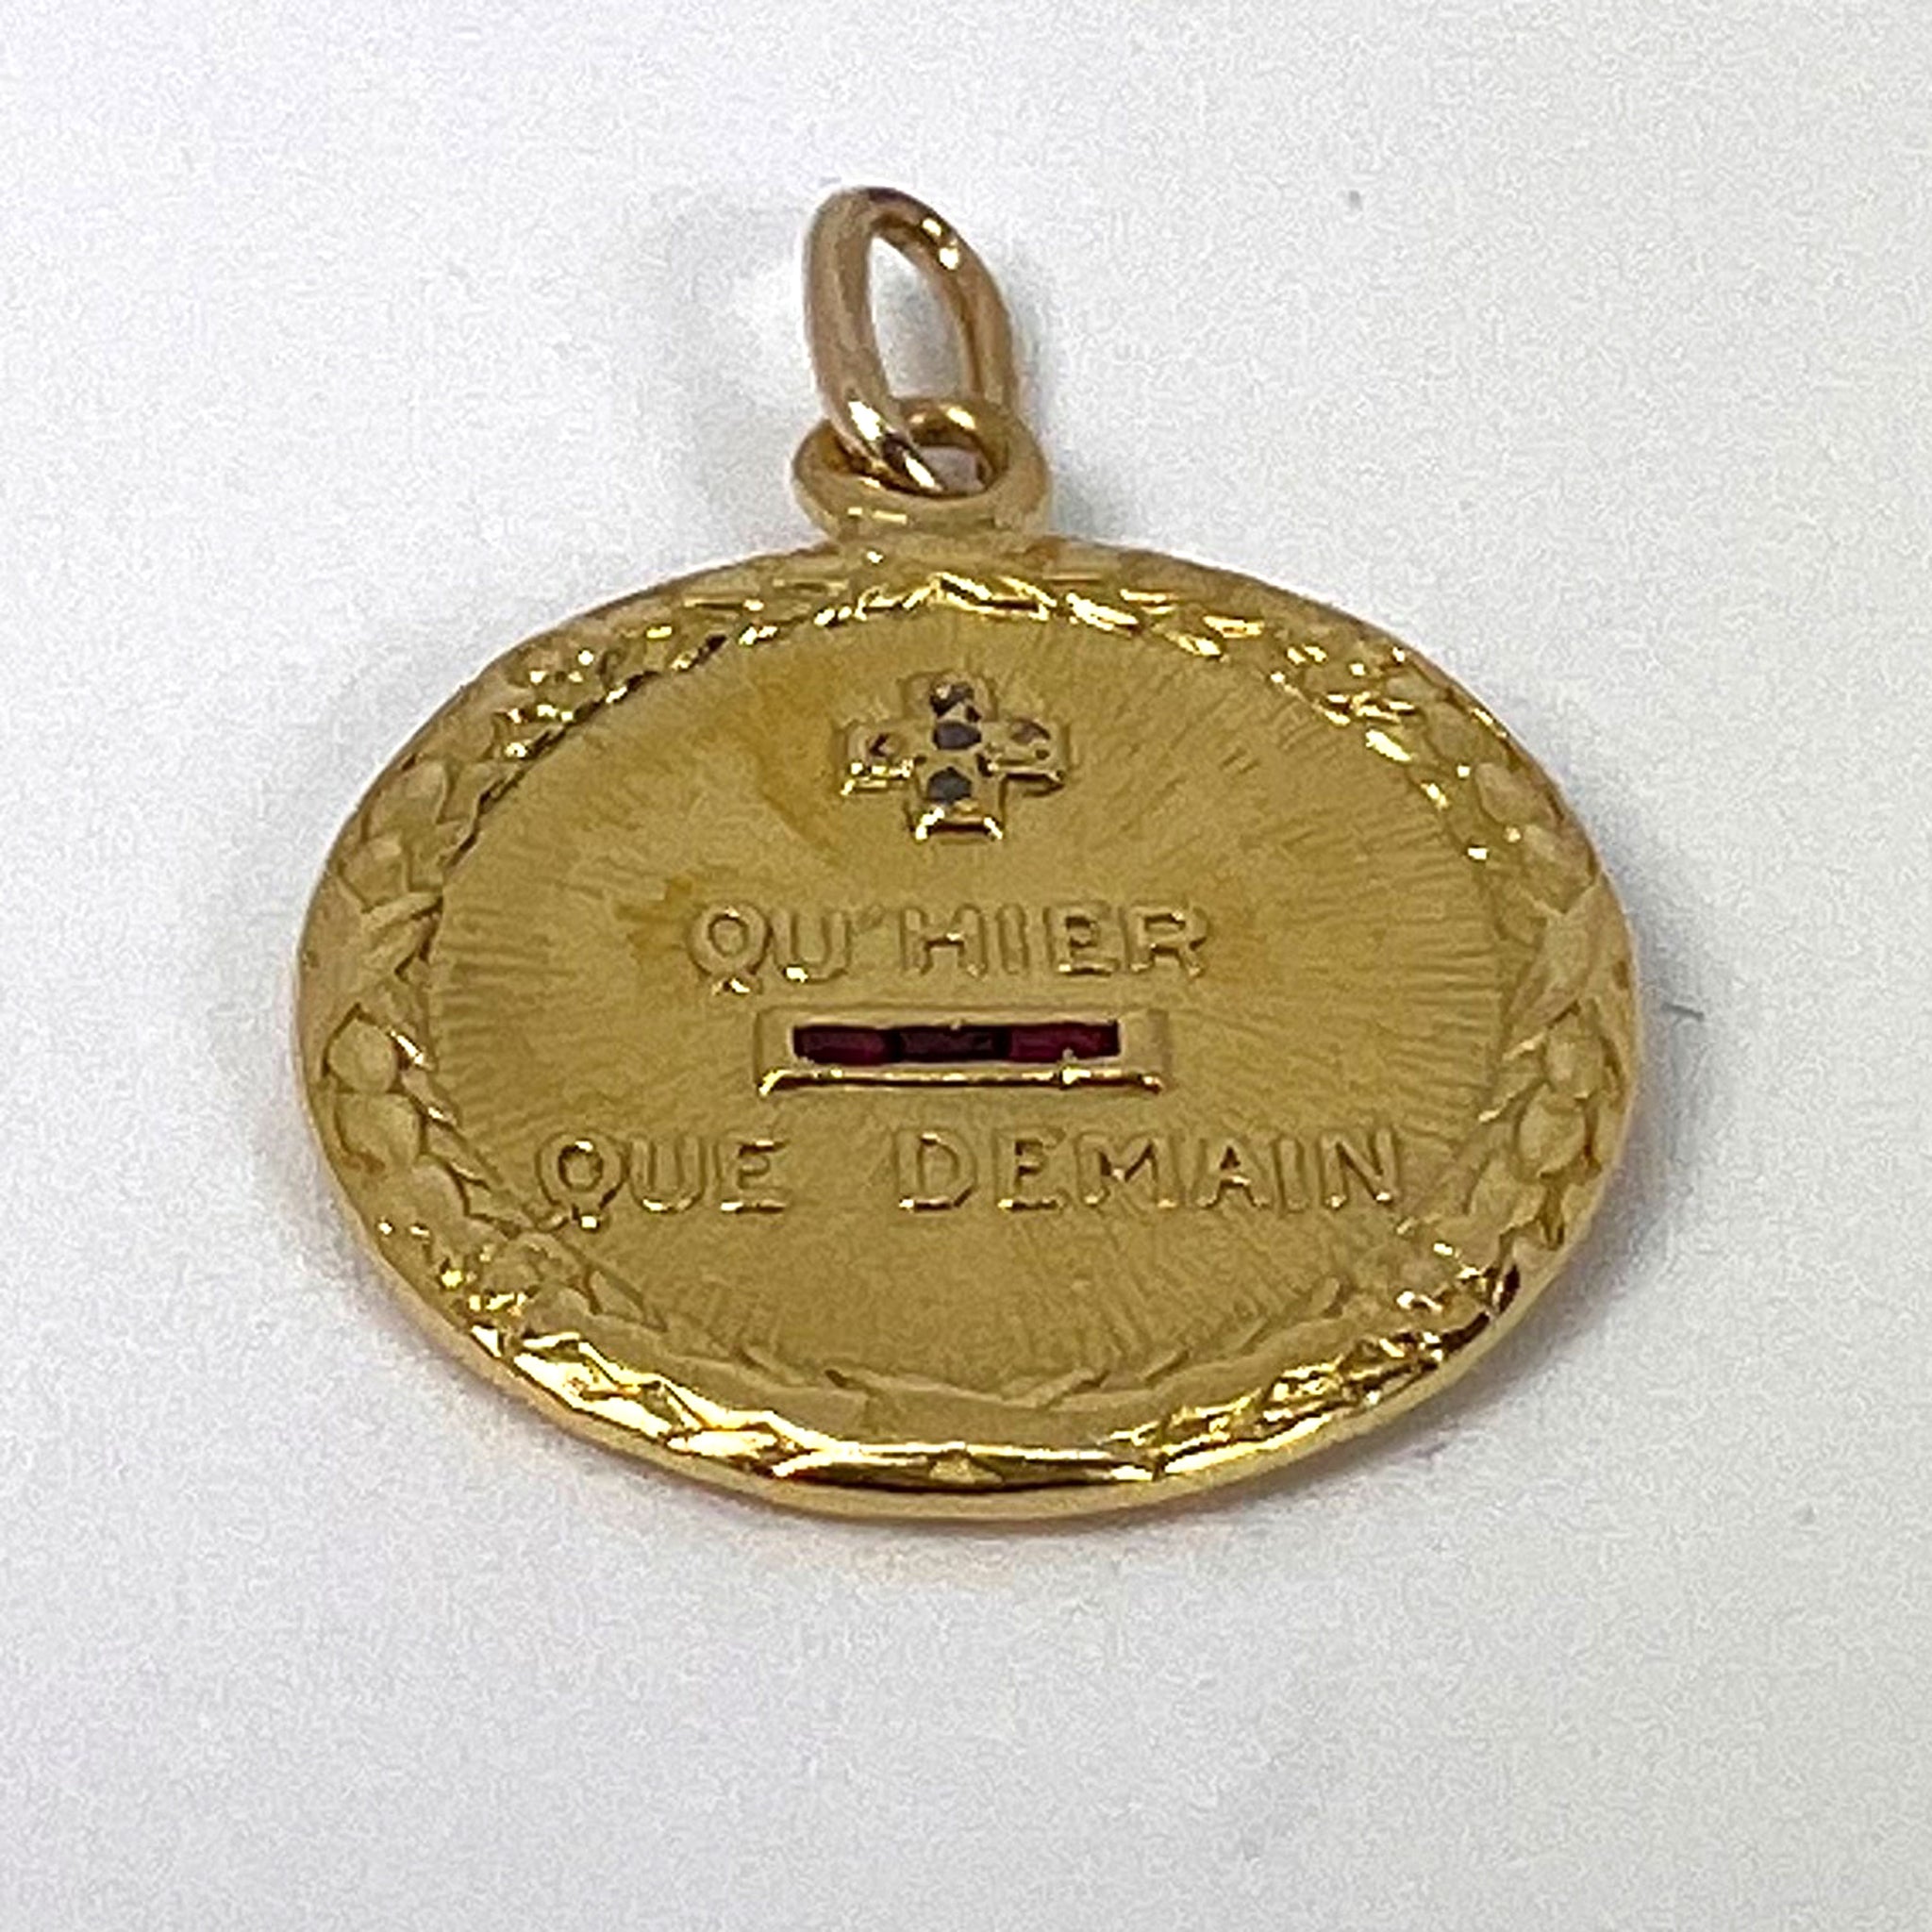 +
QU'HIER
-
QUE DEMAIN